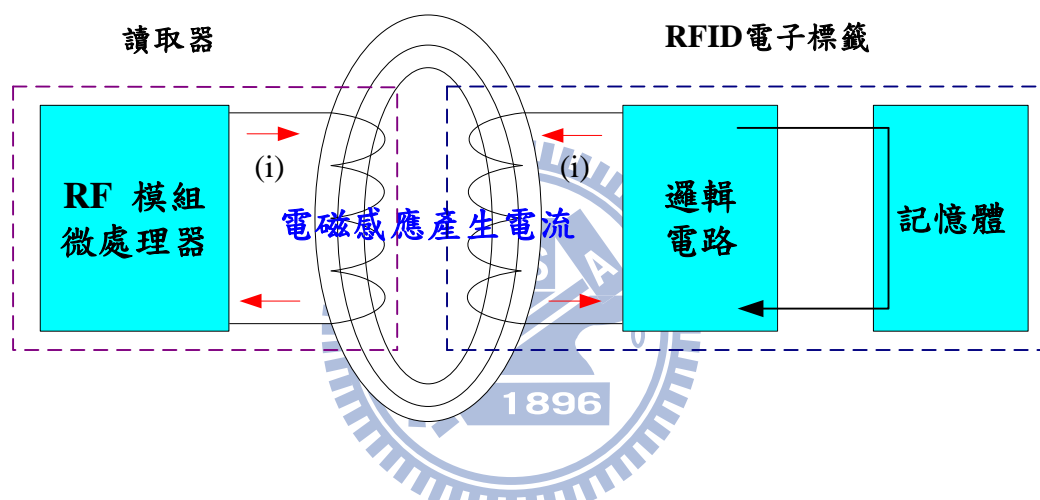 讀取器
RFID電子標籤
(i)
(i)
RF 模組
微處理器
電磁感應產生電流
邏輯
電路
記憶體
S A
1896